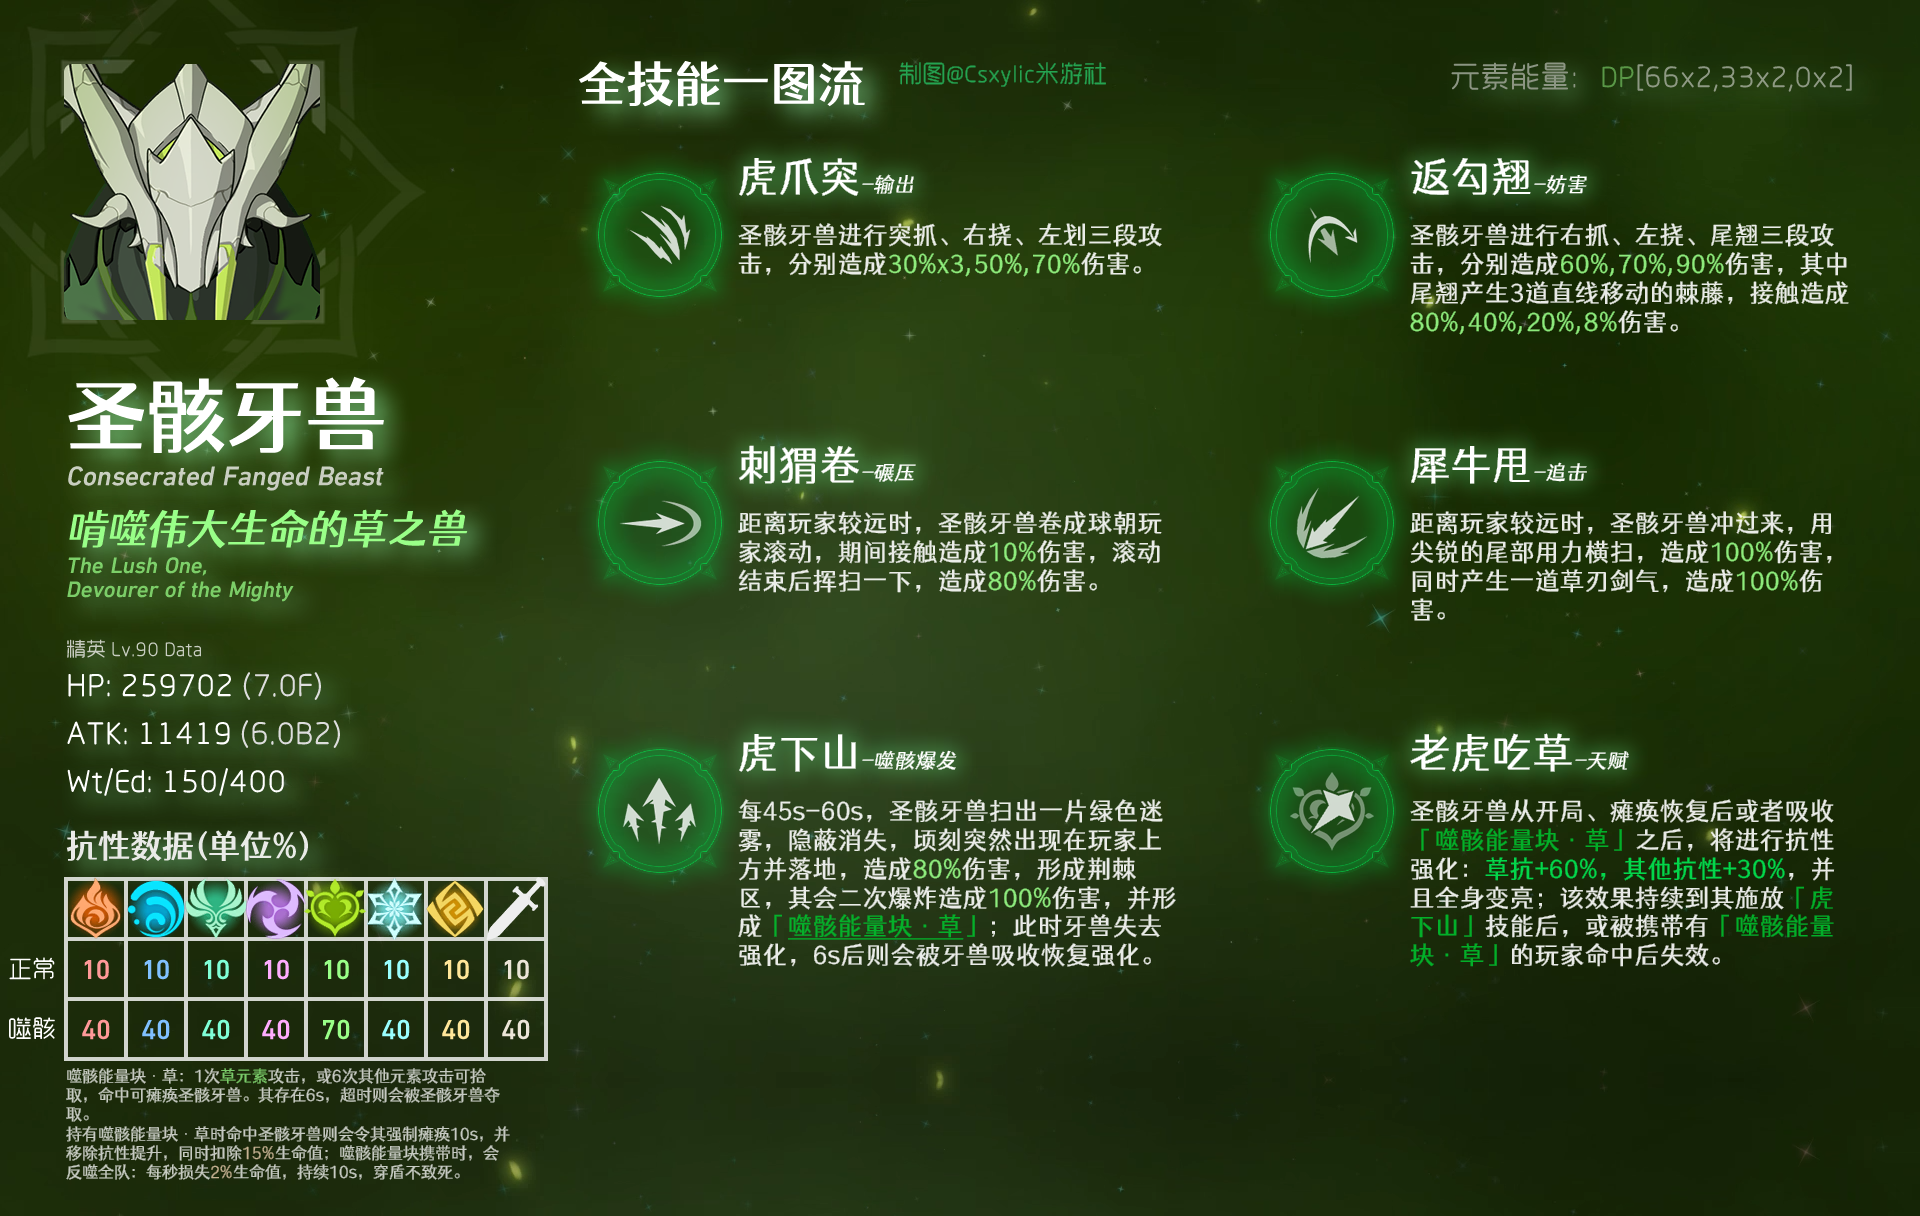 全技能一图流
制图@Csxylic米游社
元素能量：DP[66x2,33x2,0x2]
圣骸牙兽
Consecrated Fanged Beast
啃噬伟大生命的草之兽
The Lush One,
Devourer of the Mighty
精英 Lv.90 Data
HP: 259702 (7.0F)
ATK: 11419 (6.0B2)
Wt/Ed: 150/400
抗性数据(单位%)
正常 10 10 10 10 10 10 10 10
噬骸 40 40 40 40 70 40 40 40
噬骸能量块·草：1次草元素攻击，或6次其他元素攻击可拾
取，命中可瘫痪圣骸牙兽。其存在6s，超时则会被圣骸牙兽夺
取。
持有噬骸能量块·草时命中圣骸牙兽则会令其强制瘫痪10s，并
移除抗性提升，同时扣除15%生命值；噬骸能量块携带时，会
反噬全队：每秒损失2%生命值，持续10s，穿盾不致死。
虎爪突–输出
圣骸牙兽进行突抓、右挠、左划三段攻
击，分别造成30%x3,50%,70%伤害。
返勾翘–妨害
圣骸牙兽进行右抓、左挠、尾翘三段攻
击，分别造成60%,70%,90%伤害，其中
尾翘产生3道直线移动的棘藤，接触造成
80%,40%,20%,8%伤害。
刺猬卷–碾压
距离玩家较远时，圣骸牙兽卷成球朝玩
家滚动，期间接触造成10%伤害，滚动
结束后挥扫一下，造成80%伤害。
犀牛甩–追击
距离玩家较远时，圣骸牙兽冲过来，用
尖锐的尾部用力横扫，造成100%伤害，
同时产生一道草刃剑气，造成100%伤
害。
虎下山–噬骸爆发
每45s-60s，圣骸牙兽扫出一片绿色迷
雾，隐蔽消失，顷刻突然出现在玩家上
方并落地，造成80%伤害，形成荆棘
区，其会二次爆炸造成100%伤害，并形
成「噬骸能量块·草」；此时牙兽失去
强化，6s后则会被牙兽吸收恢复强化。
老虎吃草–天赋
圣骸牙兽从开局、瘫痪恢复后或者吸收
「噬骸能量块·草」之后，将进行抗性
强化：草抗+60%，其他抗性+30%，并
且全身变亮；该效果持续到其施放「虎
下山」技能后，或被携带有「噬骸能量
块·草」的玩家命中后失效。